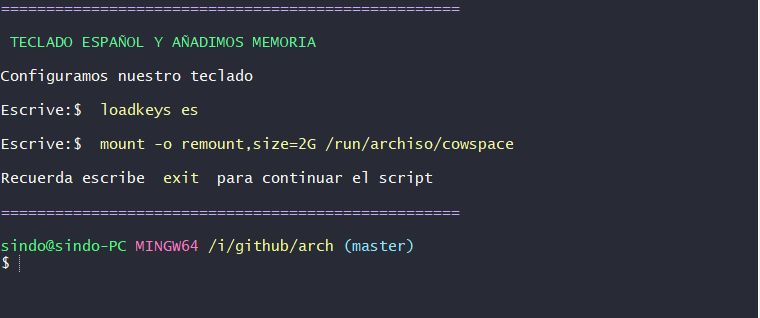 ===================================================
TECLADO ESPAÑOL Y AÑADIMOS MEMORIA
Configuramos nuestro teclado
Escrive:$  loadkeys es
Escrive:$  mount -o remount,size=2G /run/archiso/cowspace
Recuerda escribe  exit  para continuar el script
===================================================
sindo@sindo-PC MINGW64 /i/github/arch (master)
$